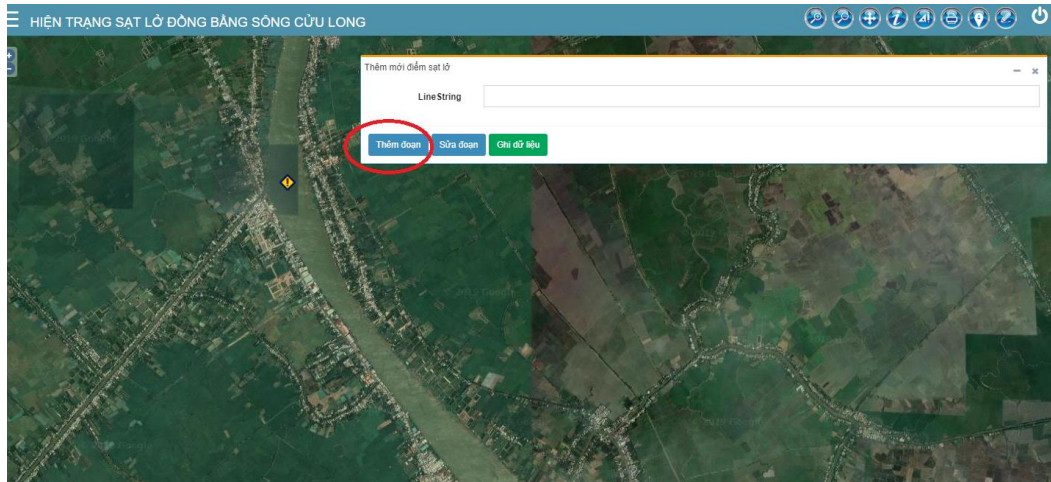 HIỆN TRẠNG SẠT LỞ ĐỒNG BẰNG SÔNG CỬU LONG
Thêm mới điểm sạt lở
LineString
Thêm đoạn Sửa đoạn Ghi dữ liệu